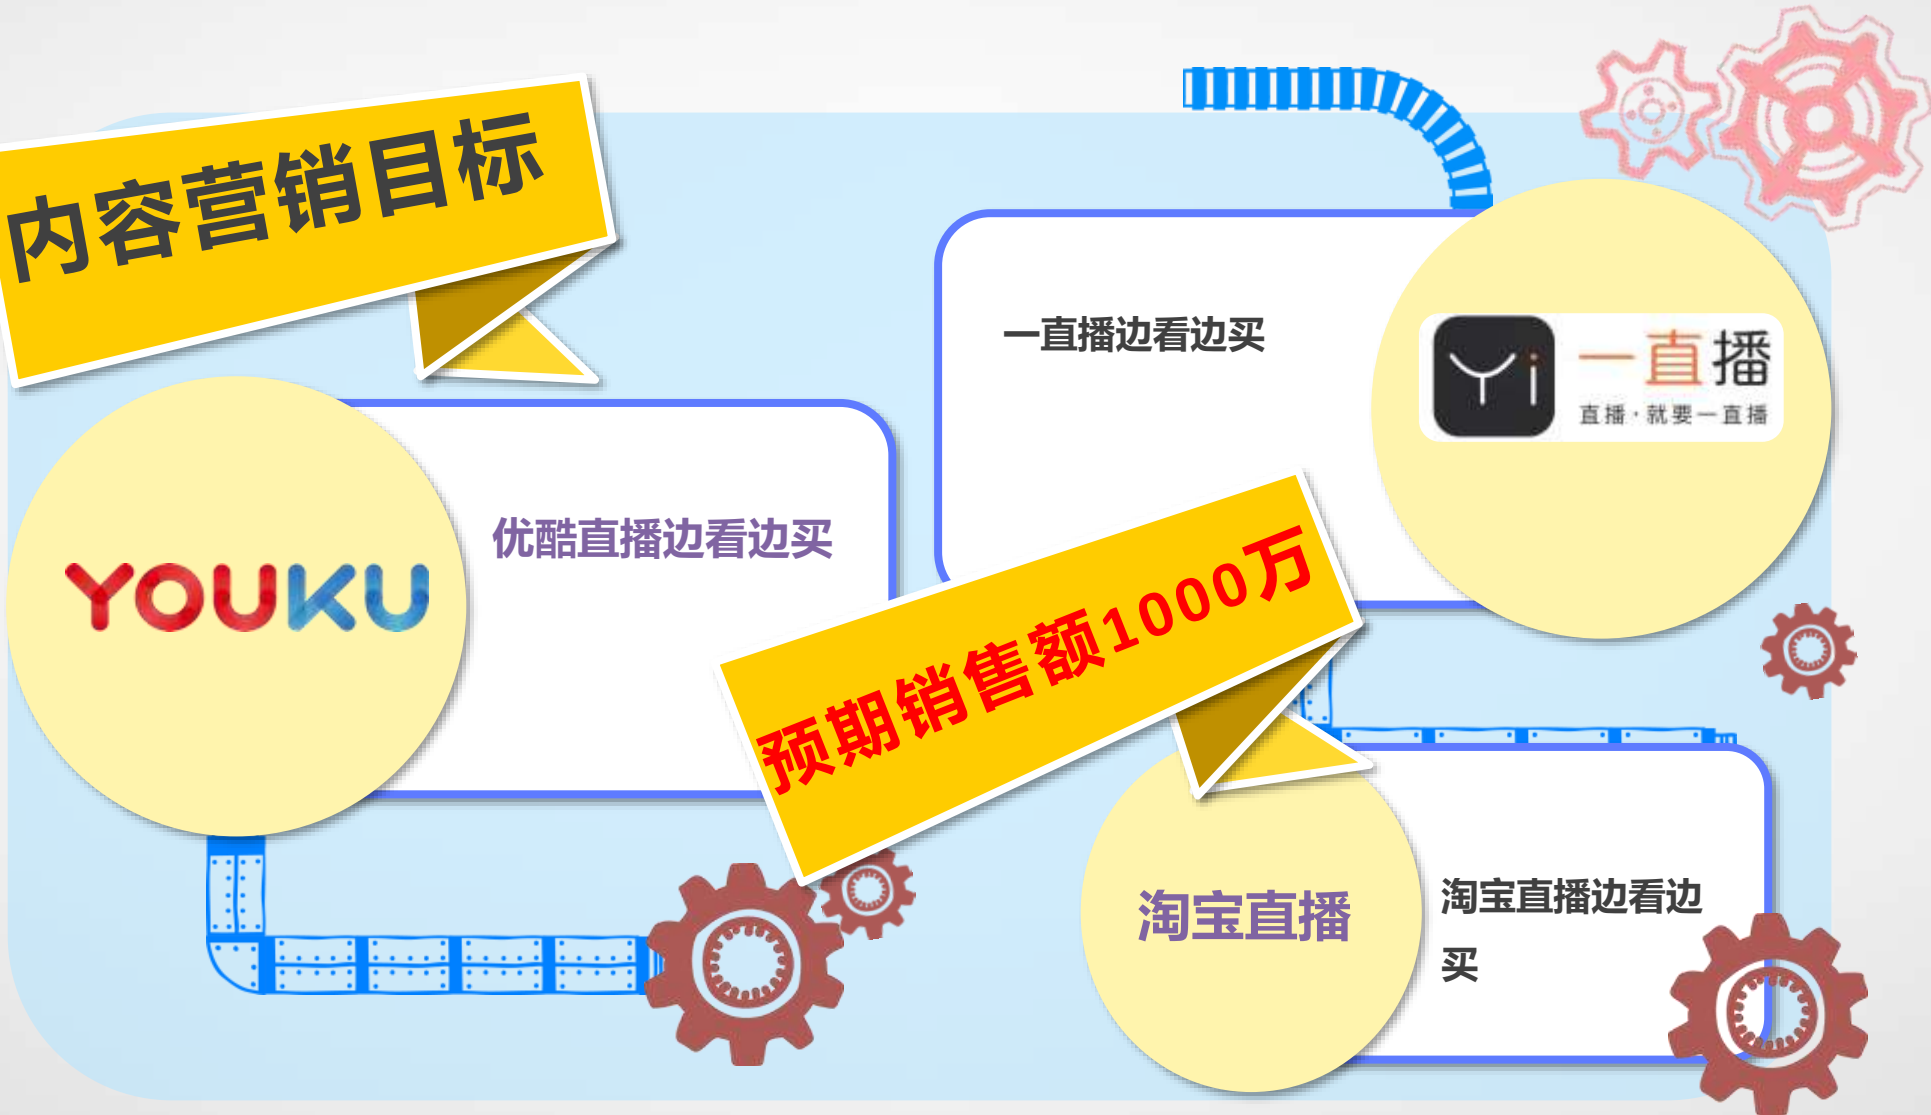 内容营销目标
一直播边看边买
Yi
一直播
直播·就要一直播
优酷直播边看边买
YOUKU
预期销售额1000万
淘宝直播
淘宝直播边看边
买